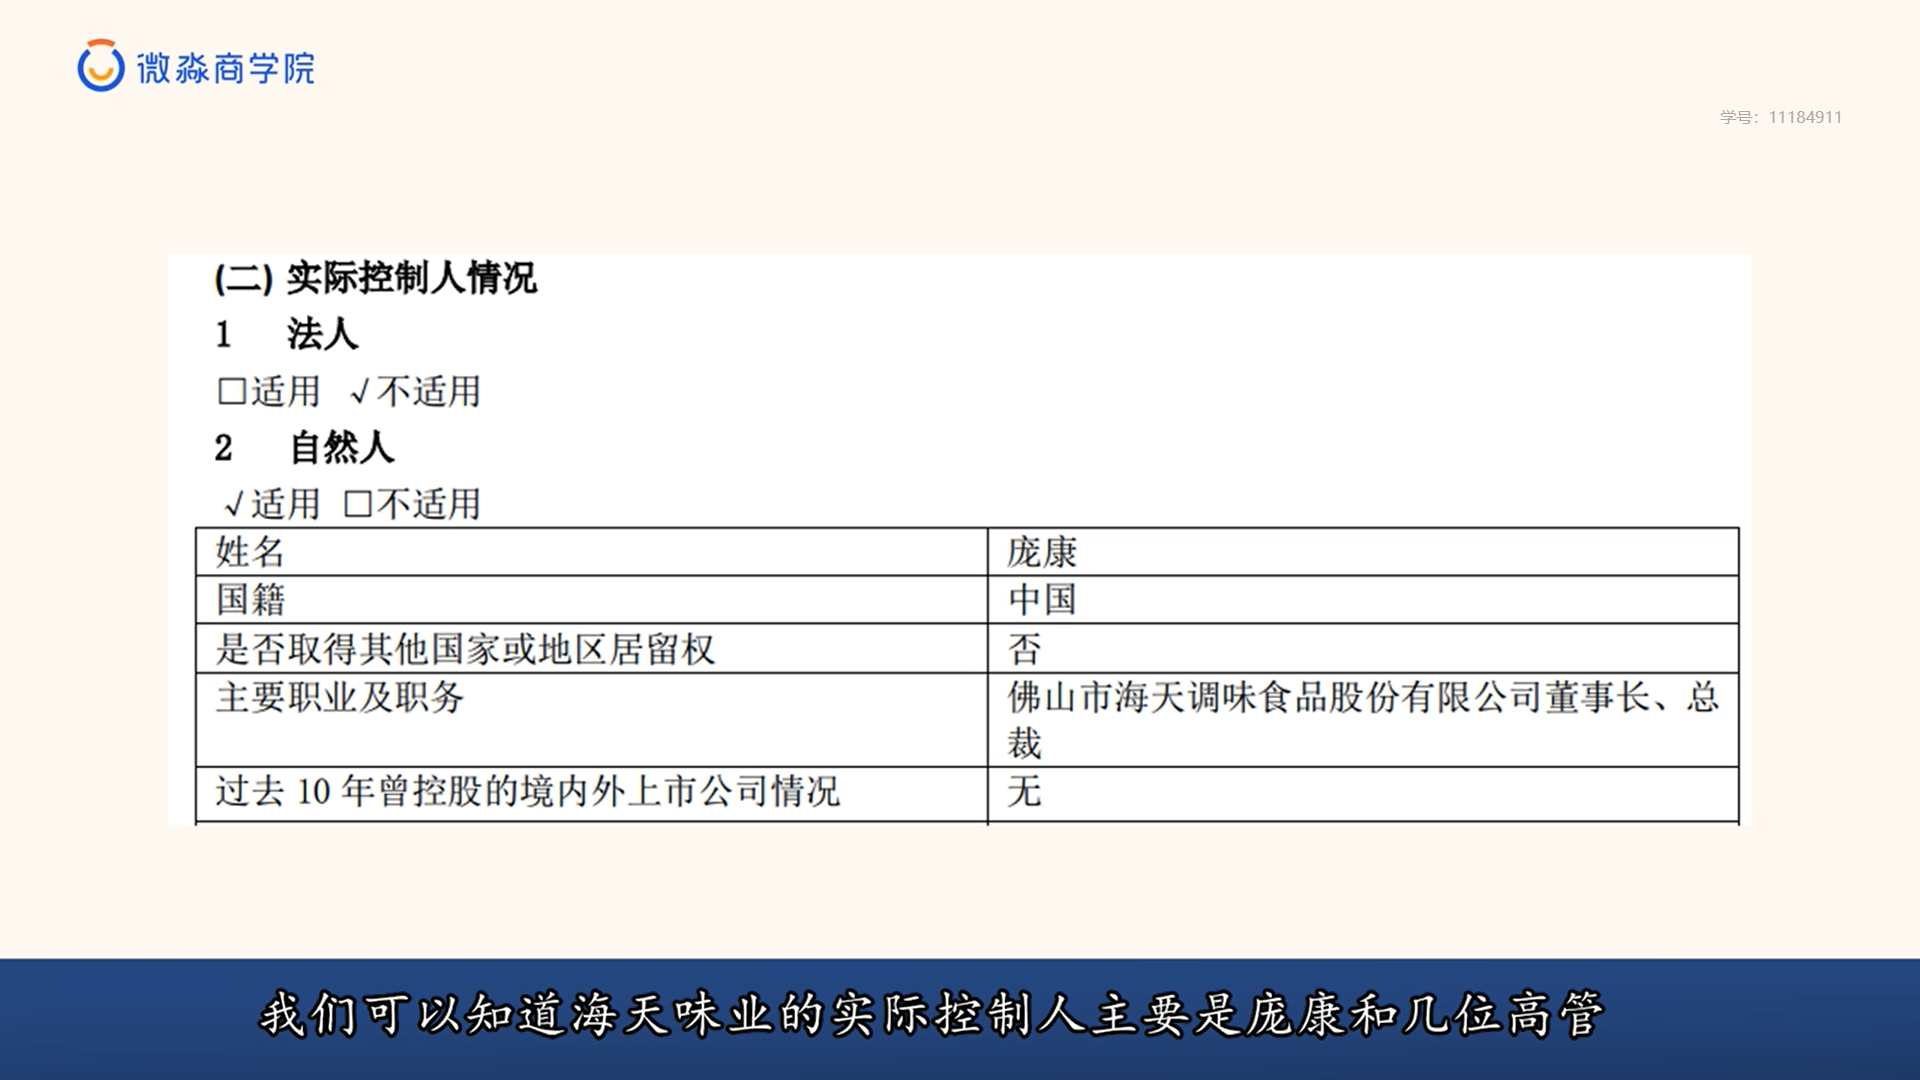 微淼商学院
学号：11184911
(二) 实际控制人情况
1 法人
□适用 √不适用
2 自然人
√适用 □不适用
姓名 庞康
国籍 中国
是否取得其他国家或地区居留权 否
主要职业及职务 佛山市海天调味食品股份有限公司董事长、总
裁
过去 10 年曾控股的境内外上市公司情况 无
我们可以知道海天味业的实际控制人主要是庞康和几位高管